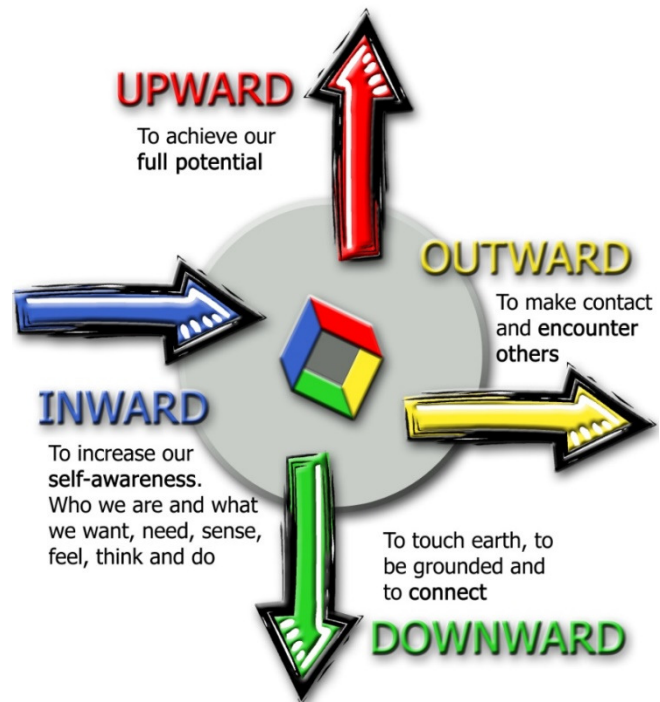 UPWARD
To achieve our
full potential
OUTWARD
To make contact
and encounter
others
INWARD
To increase our
self-awareness.
Who we are and what
we want, need, sense,
feel, think and do
To touch earth, to
be grounded and
to connect
DOWNWARD